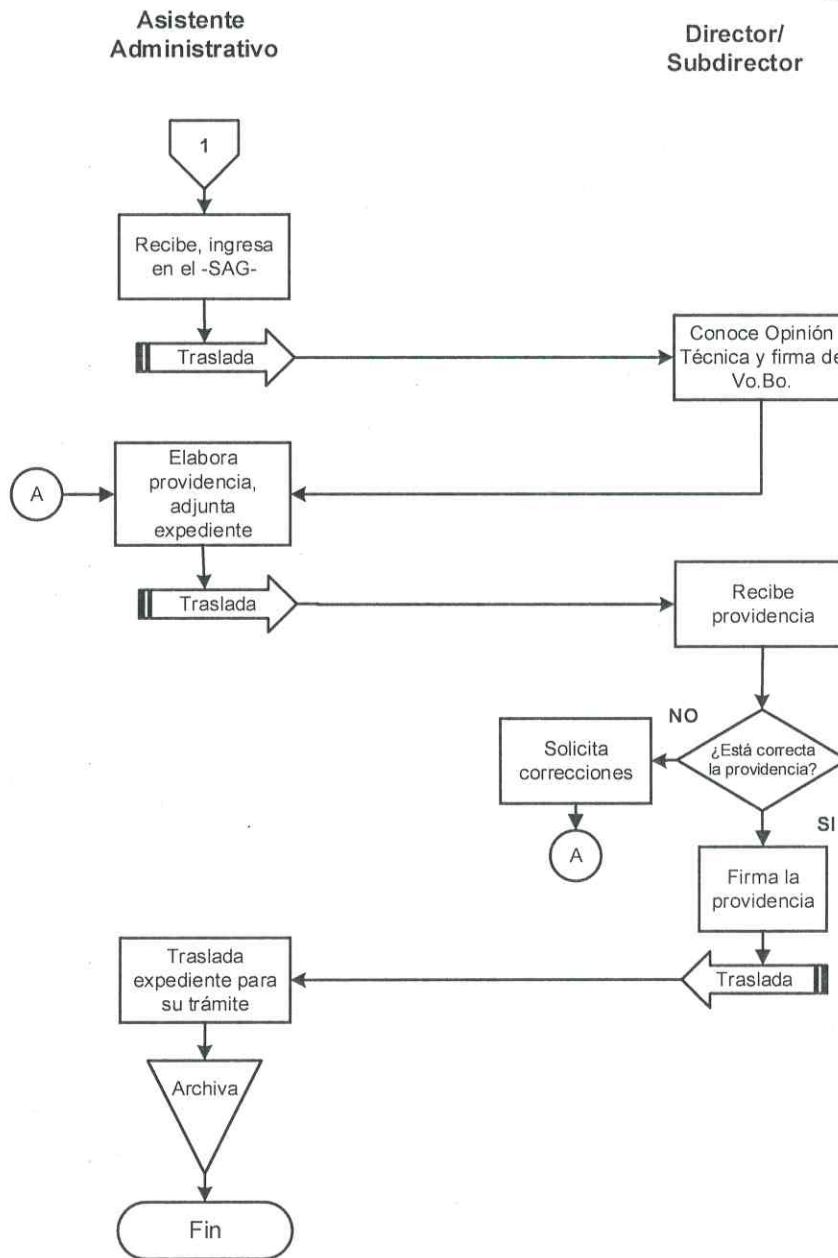 Asistente
Administrativo
Director/
Subdirector
1
Recibe, ingresa
en el -SAG-
Traslada
Conoce Opinión
Técnica y firma de
Vo.Bo.
A
Elabora
providencia,
adjunta
expediente
Traslada
Recibe
providencia
NO
¿Está correcta
la providencia?
Solicita
correcciones
A
SI
Firma la
providencia
Traslada
Traslada
expediente para
su trámite
Archiva
Fin